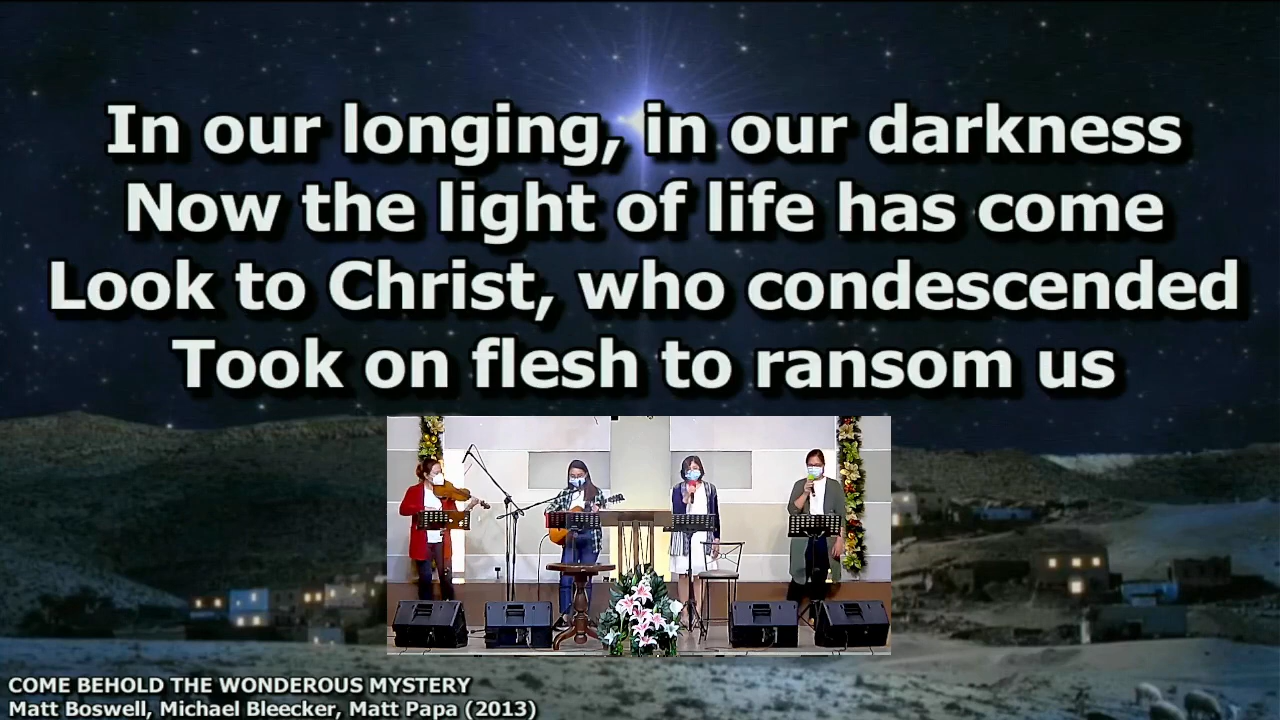 In our longing, in our darkness
Now the light of life has come
Look to Christ, who condescended
Took on flesh to ransom us
COME BEHOLD THE WONDEROUS MYSTERY
Matt Boswell, Michael Bleecker, Matt Papa (2013)